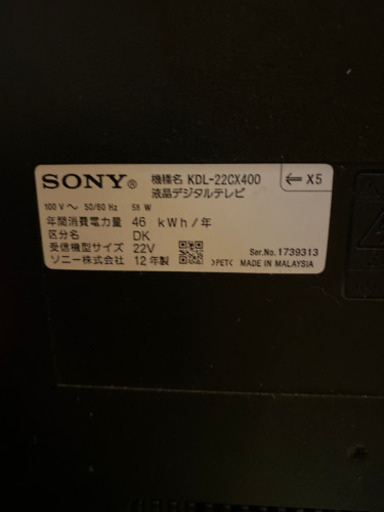 SONY® 機種名 KDL-22CX400 ← X5
液晶デジタルテレビ
100 V～ 50/60 Hz 58 W
年間消費電力量 46 kWh/年
区分名 DK
受信機型サイズ 22V Ser.No.1739313
ソニー株式会社 12年製 >PET< MADE IN MALAYSIA